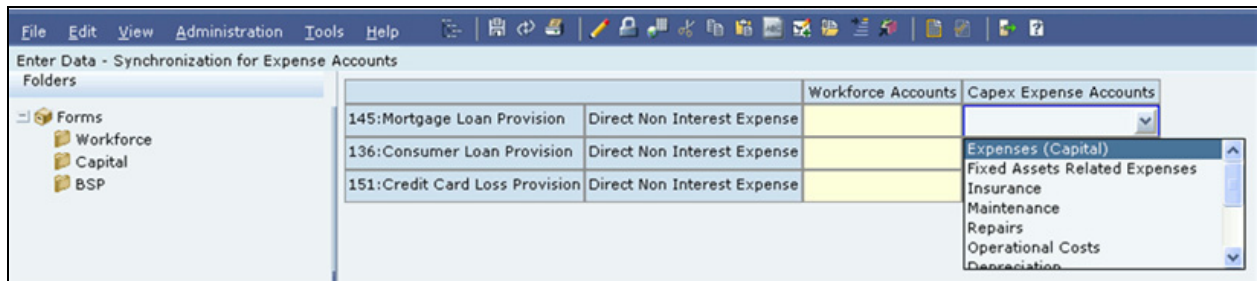 File Edit View Administration Tools Help
Enter Data - Synchronization for Expense Accounts
Folders
Forms
Workforce
Capital
BSP
Workforce Accounts Capex Expense Accounts
145:Mortgage Loan Provision Direct Non Interest Expense
136:Consumer Loan Provision Direct Non Interest Expense
151:Credit Card Loss Provision Direct Non Interest Expense
Expenses (Capital)
Fixed Assets Related Expenses
Insurance
Maintenance
Repairs
Operational Costs
Depreciation